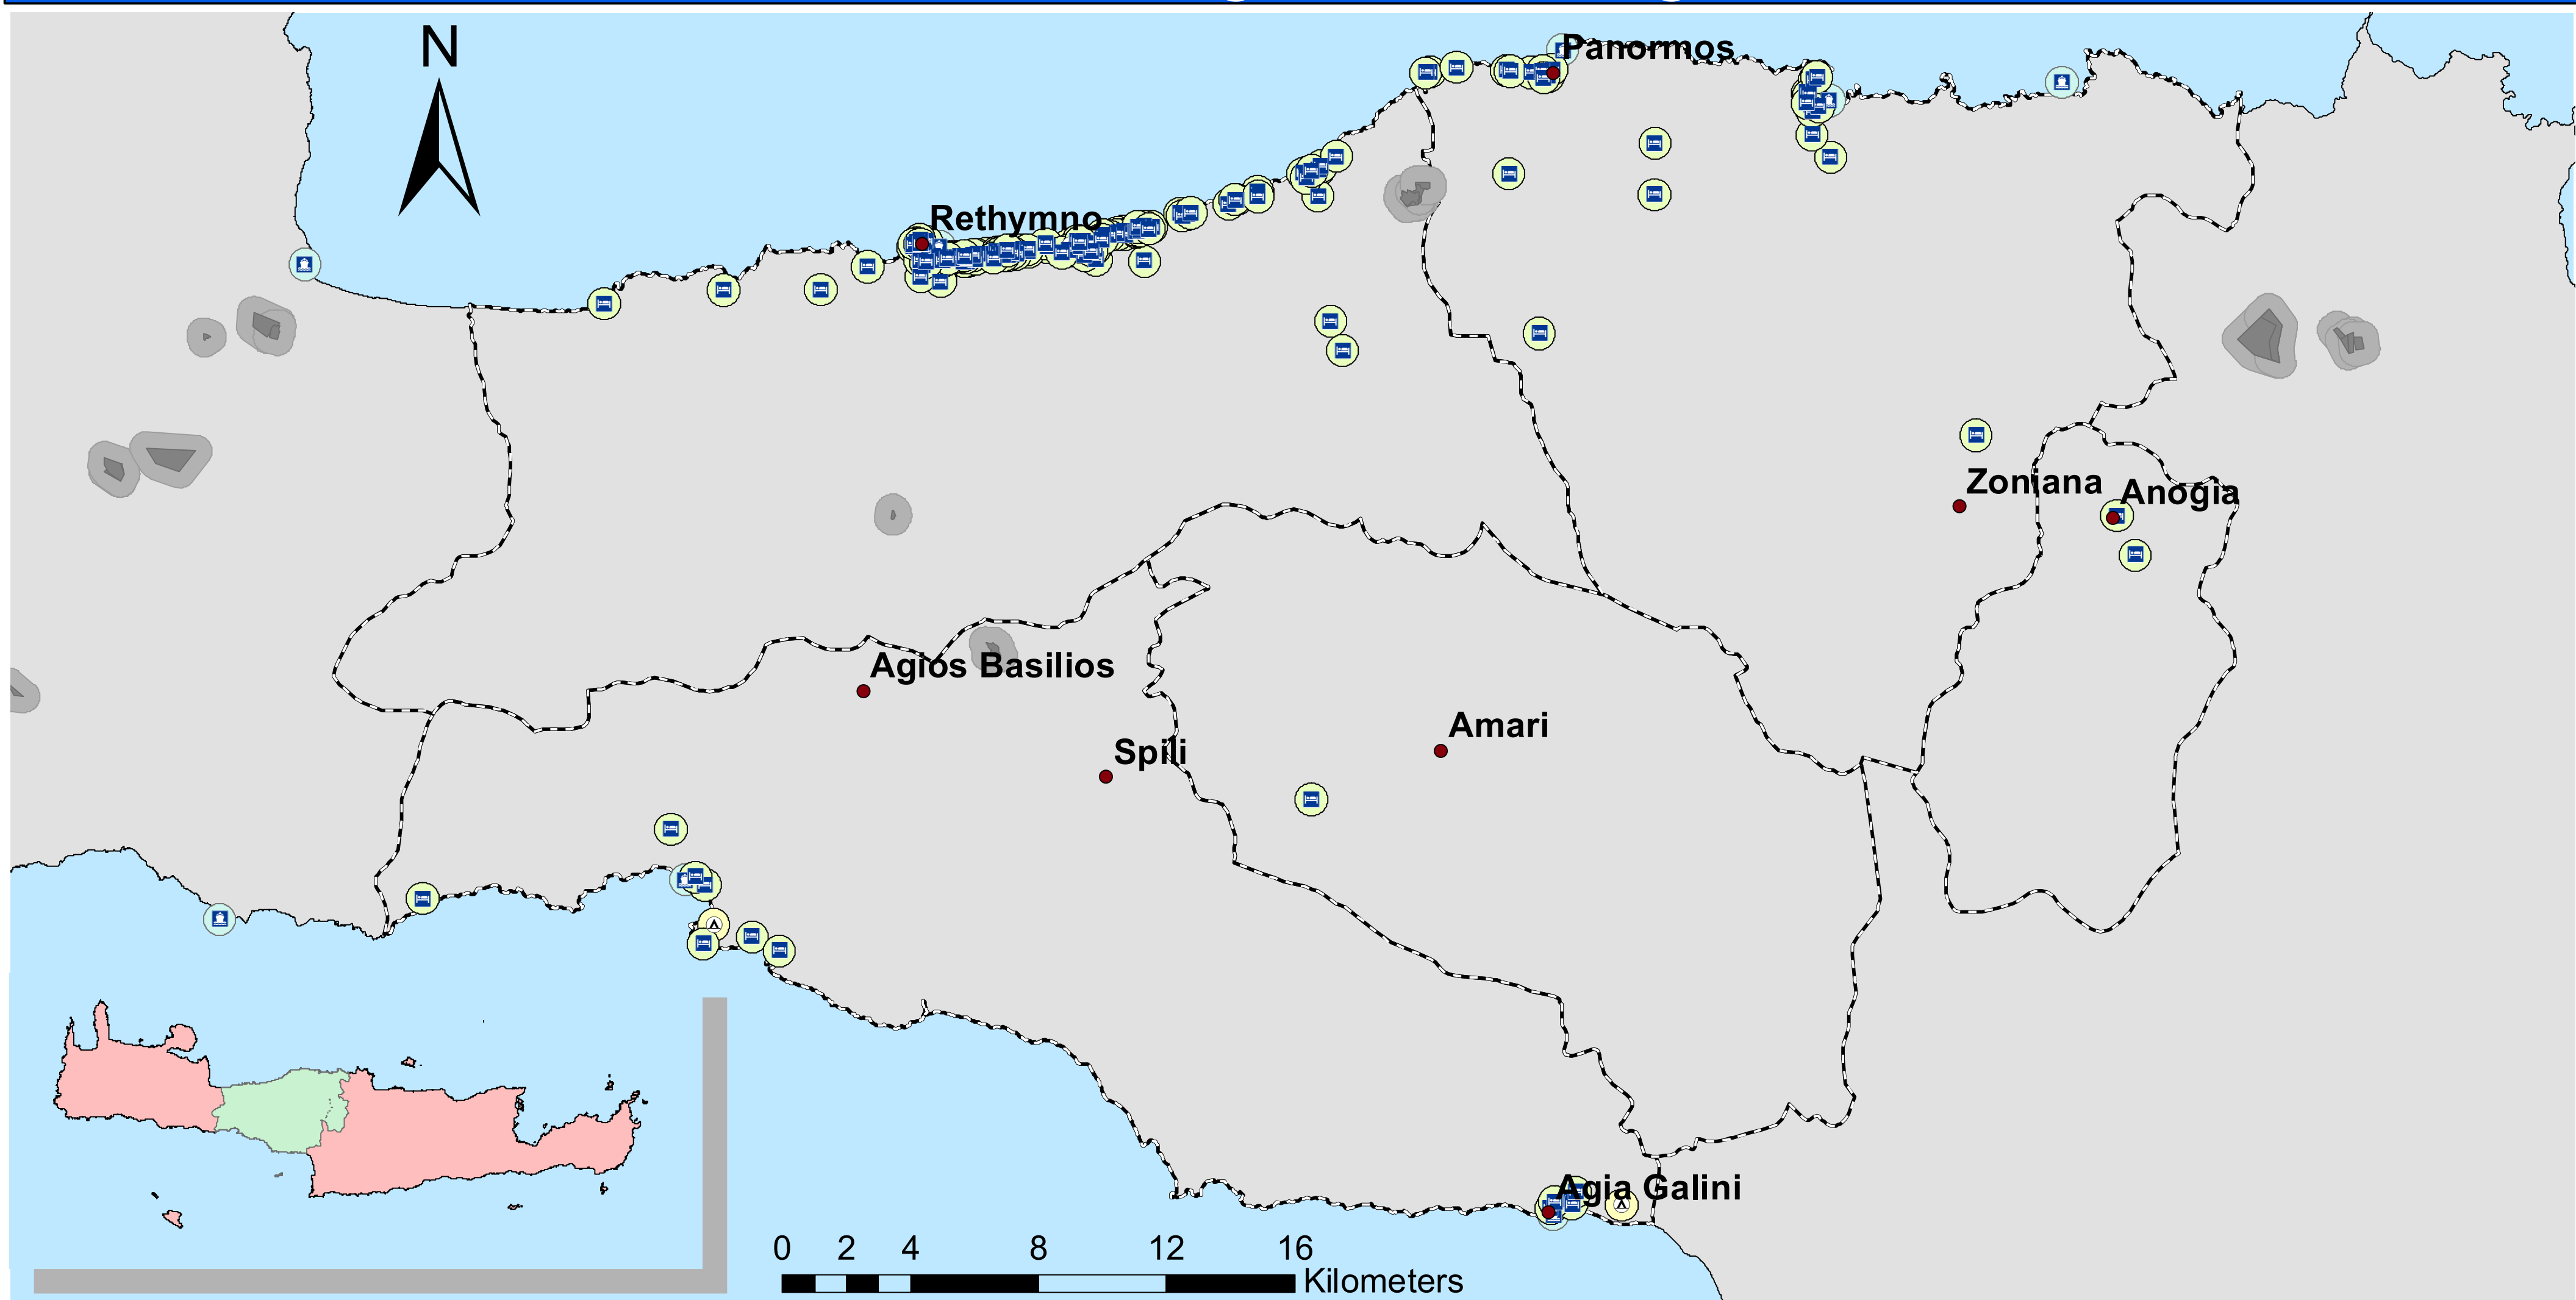 N
Panormos
Rethymno
Zoniana
Anogia
Agios Basilios
Amari
Spili
Agia Galini
0 2 4 8 12 16
Kilometers